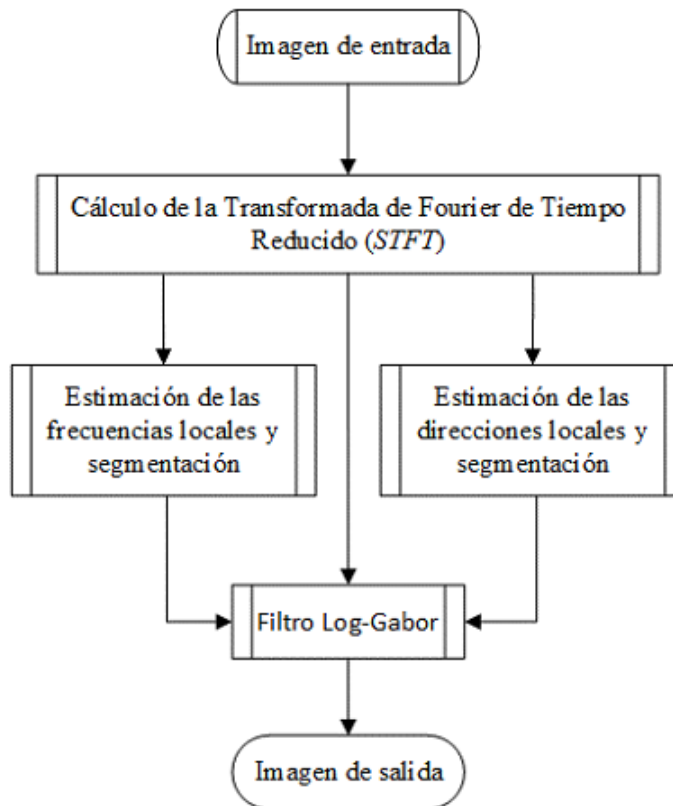 Imagen de entrada
Cálculo de la Transformada de Fourier de Tiempo
Reducido (STFT)
Estimación de las
frecuencias locales y
segmentación
Estimación de las
direcciones locales y
segmentación
Filtro Log-Gabor
Imagen de salida